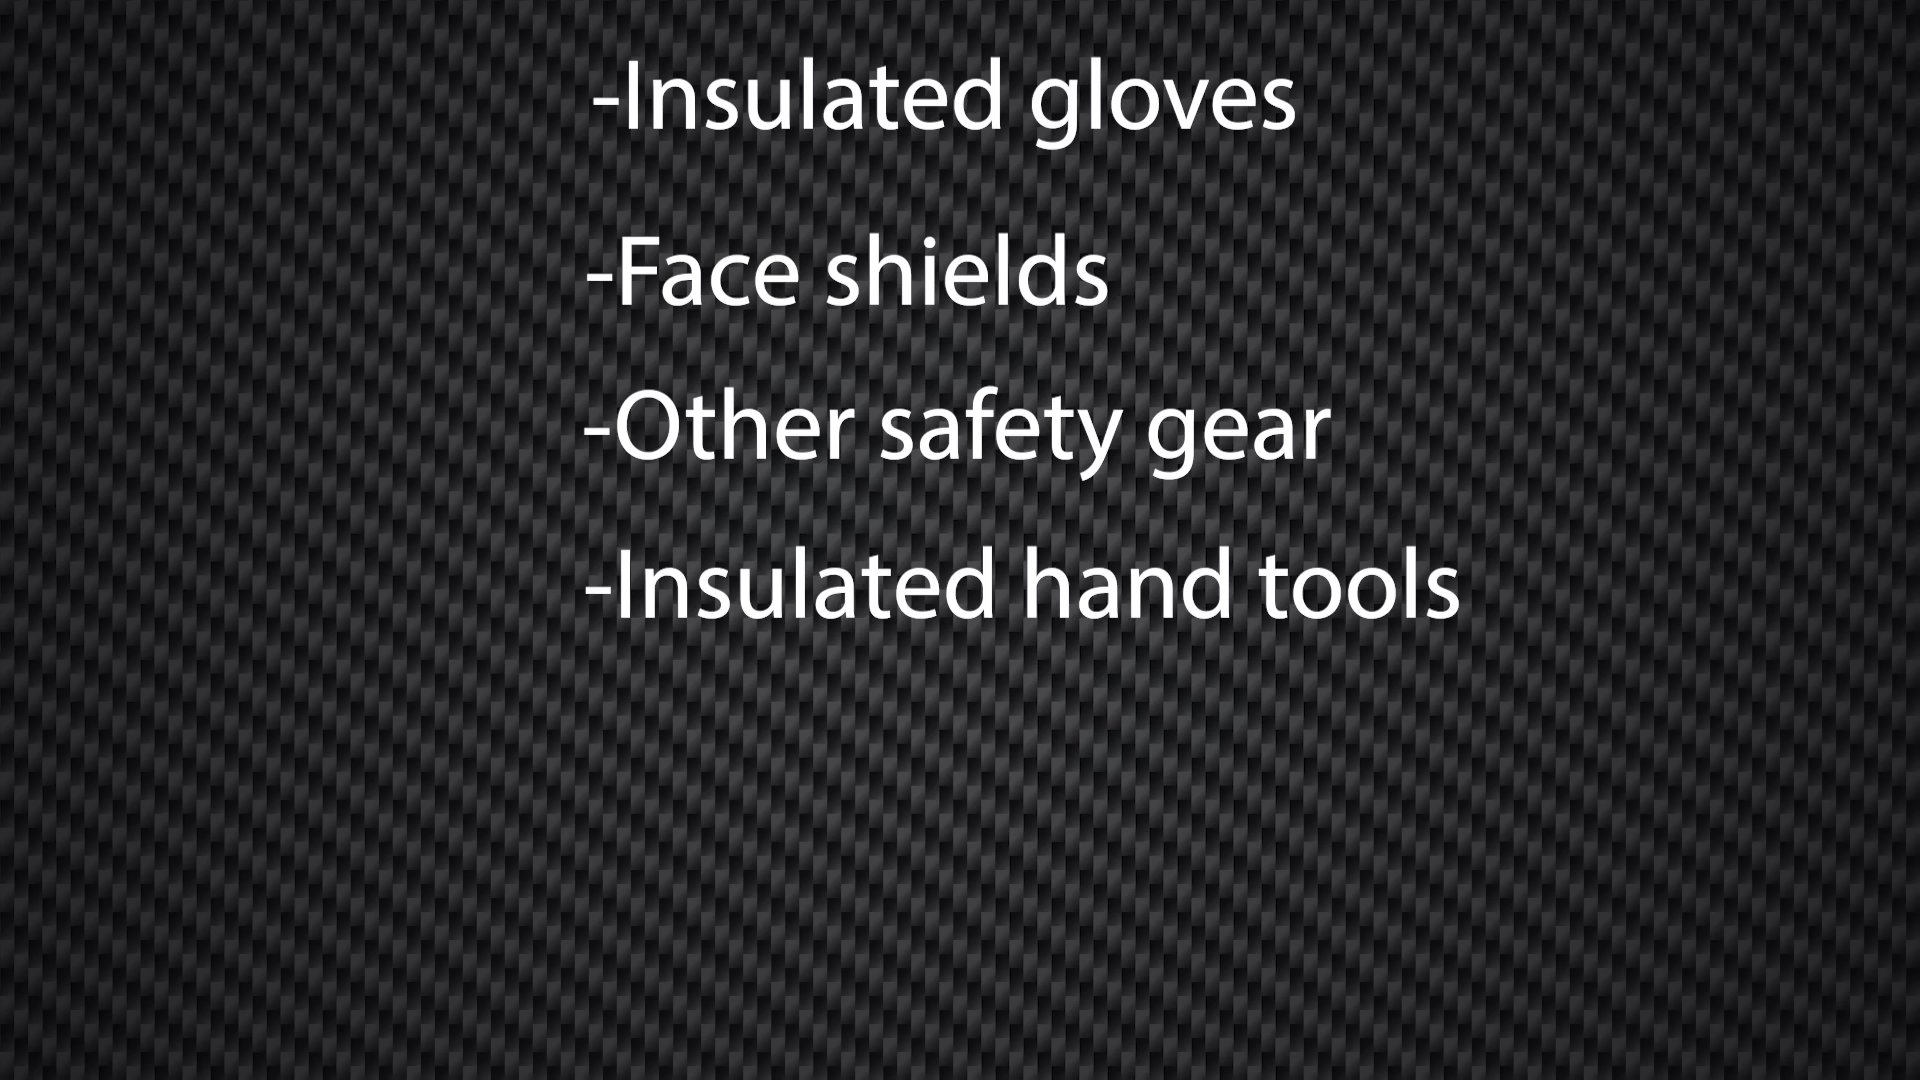 -Insulated gloves
-Face shields
-Other safety gear
-Insulated hand tools